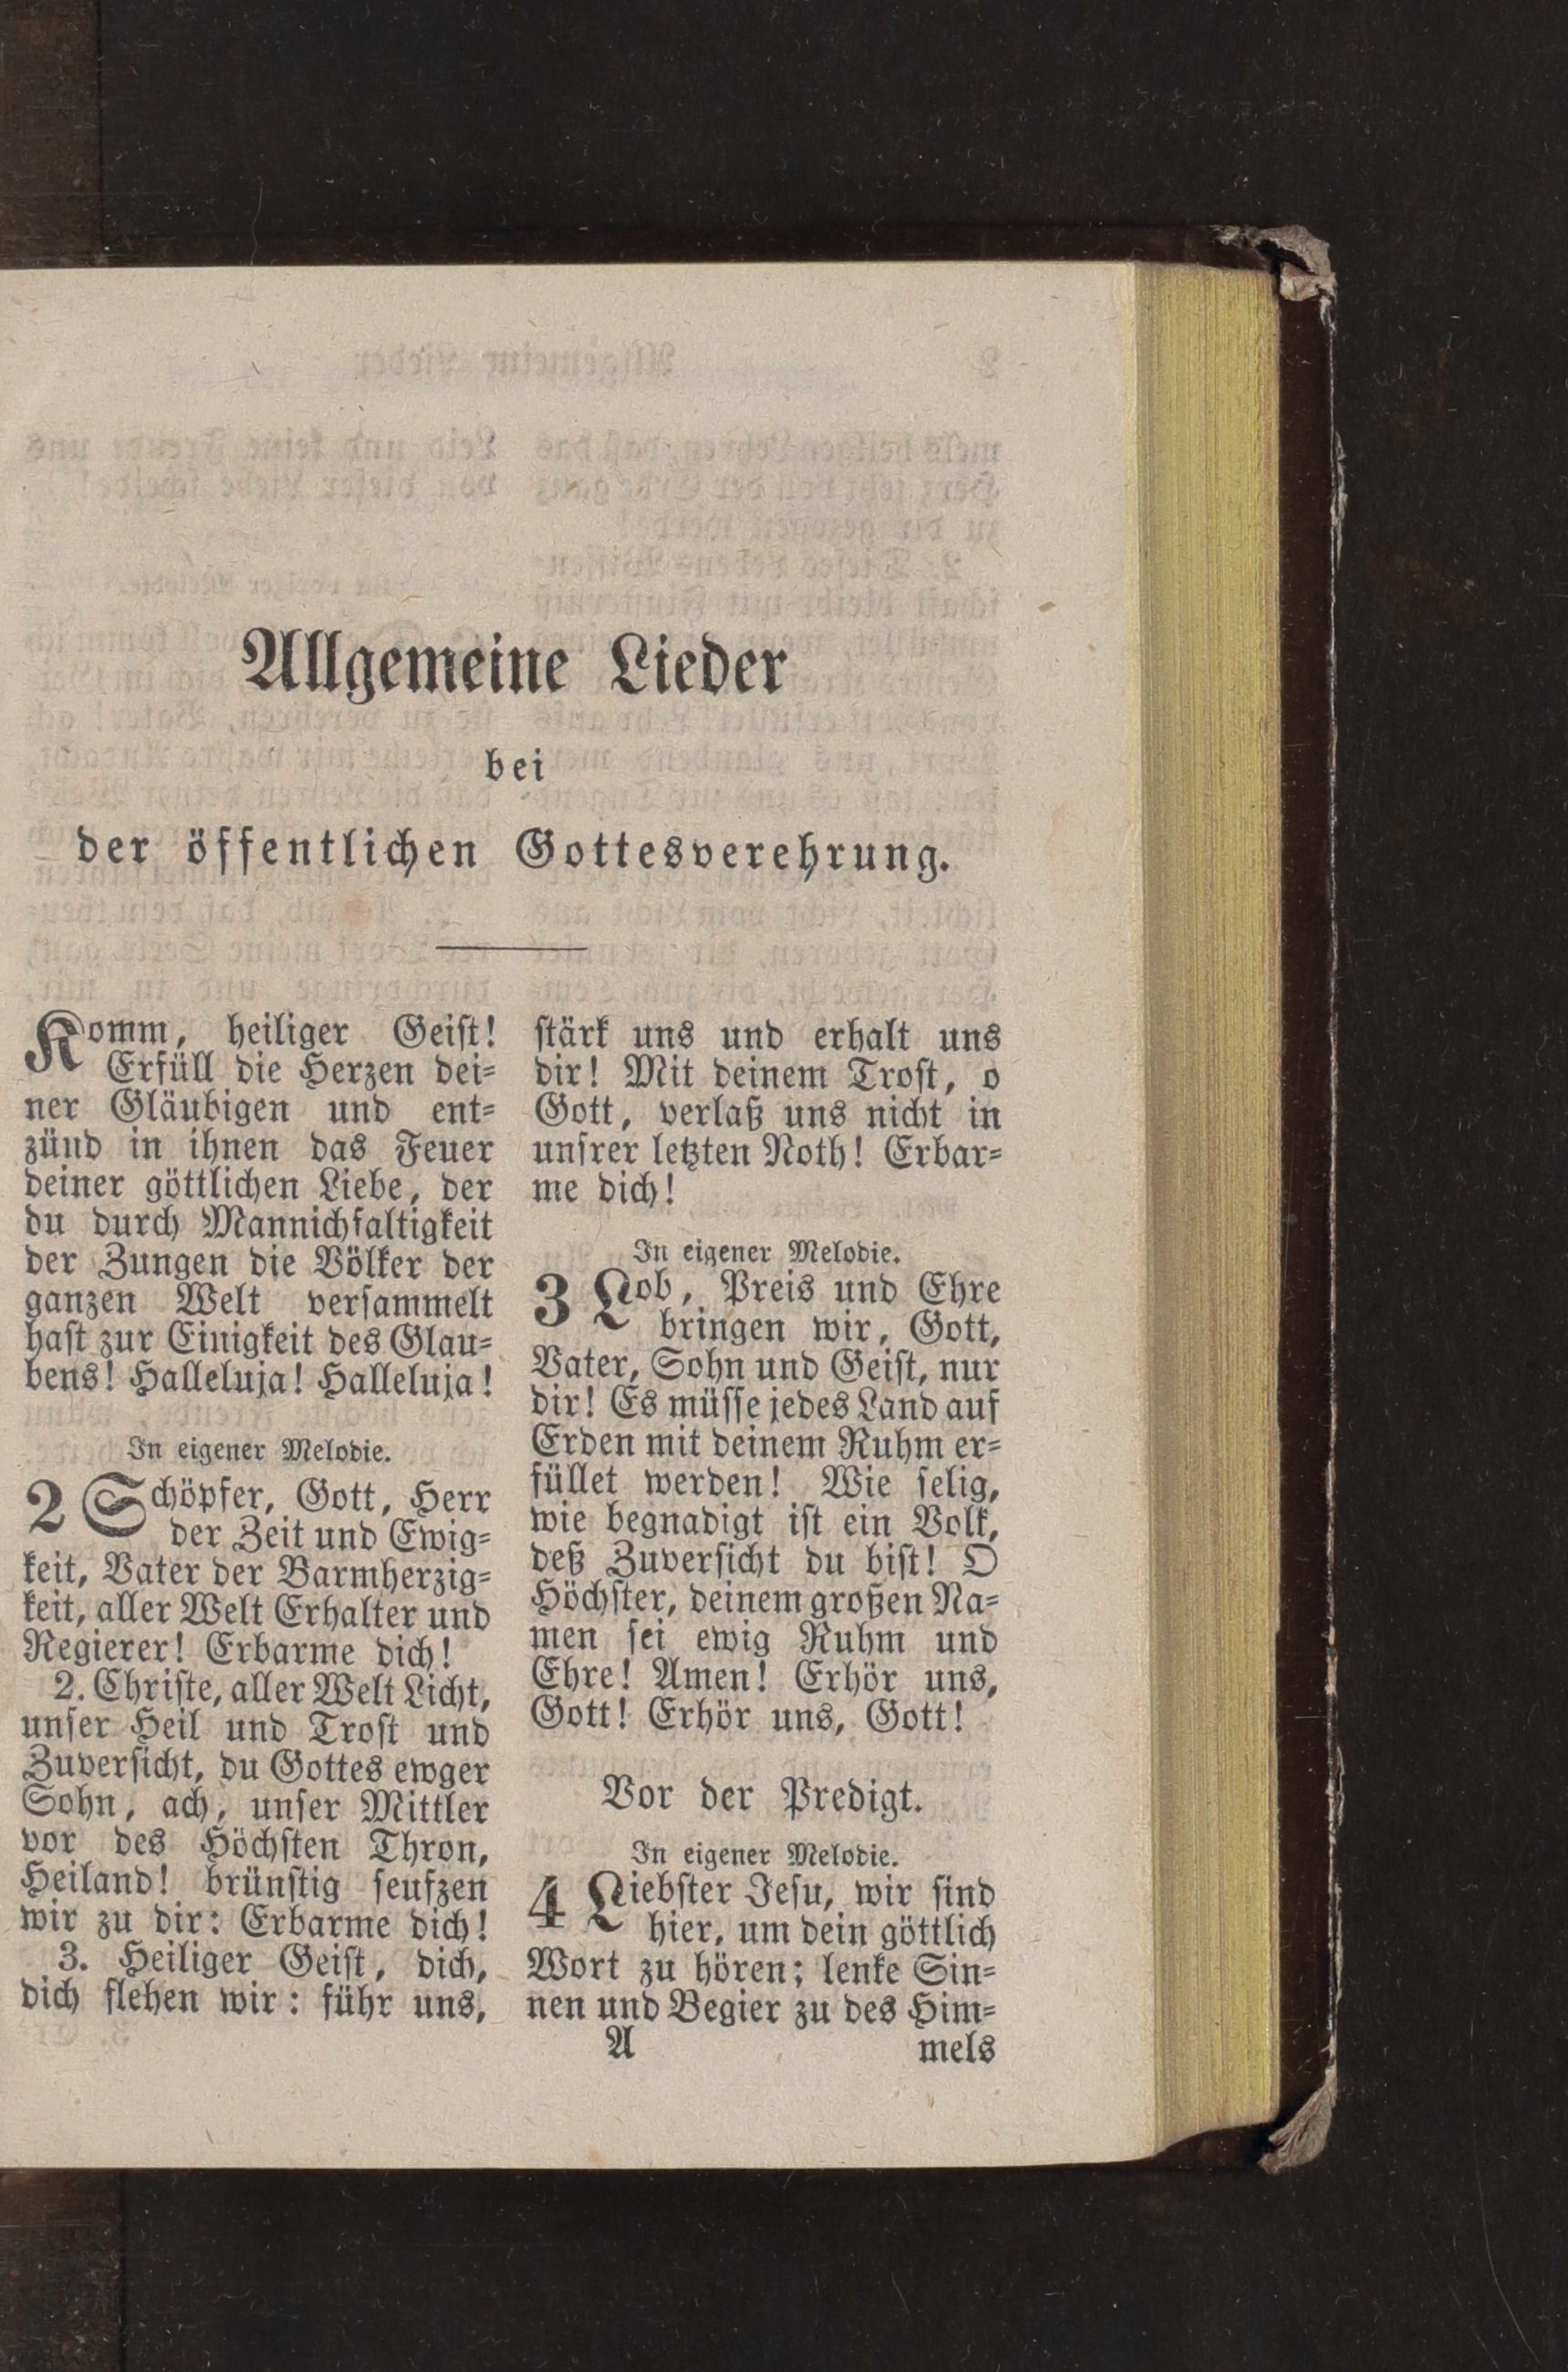 Allgemeine Lieder
bei
der öffentlichen Gottesverehrung.
Komm, heiliger Geiſt!
Erfüll die Herzen dei⸗
ner Gläubigen und ent⸗
zünd in ihnen das Feuer
deiner göttlichen Liebe, der
du durch Mannichfaltigkeit
der Zungen die Völker der
ganzen Welt verſammelt
haſt zur Einigkeit des Glau⸗
bens! Halleluja! Halleluja!
In eigener Melodie.
2 Schöpfer, Gott, Herr
der Zeit und Ewig⸗
keit, Vater der Barmherzig⸗
keit, aller Welt Erhalter und
Regierer! Erbarme dich!
2. Chriſte, aller Welt Licht,
unſer Heil und Troſt und
Zuverſicht, du Gottes ewger
Sohn, ach, unſer Mittler
vor des Höchſten Thron,
Heiland! brünſtig ſeufzen
wir zu dir: Erbarme dich!
3. Heiliger Geiſt, dich,
dich flehen wir: führ uns,
ſtärk uns und erhalt uns
dir! Mit deinem Troſt, o
Gott, verlaß uns nicht in
unſrer letzten Noth! Erbar⸗
me dich!
In eigener Melodie.
3 Lob, Preis und Ehre
bringen wir, Gott,
Vater, Sohn und Geiſt, nur
dir! Es müſſe jedes Land auf
Erden mit deinem Ruhm er⸗
füllet werden! Wie ſelig,
wie begnadigt iſt ein Volk,
deß Zuverſicht du biſt! O
Höchſter, deinem großen Na⸗
men ſei ewig Ruhm und
Ehre! Amen! Erhör uns,
Gott! Erhör uns, Gott!
Vor der Predigt.
In eigener Melodie.
4 Liebſter Jeſu, wir ſind
hier, um dein göttlich
Wort zu hören; lenke Sin⸗
nen und Begier zu des Him⸗
A mels